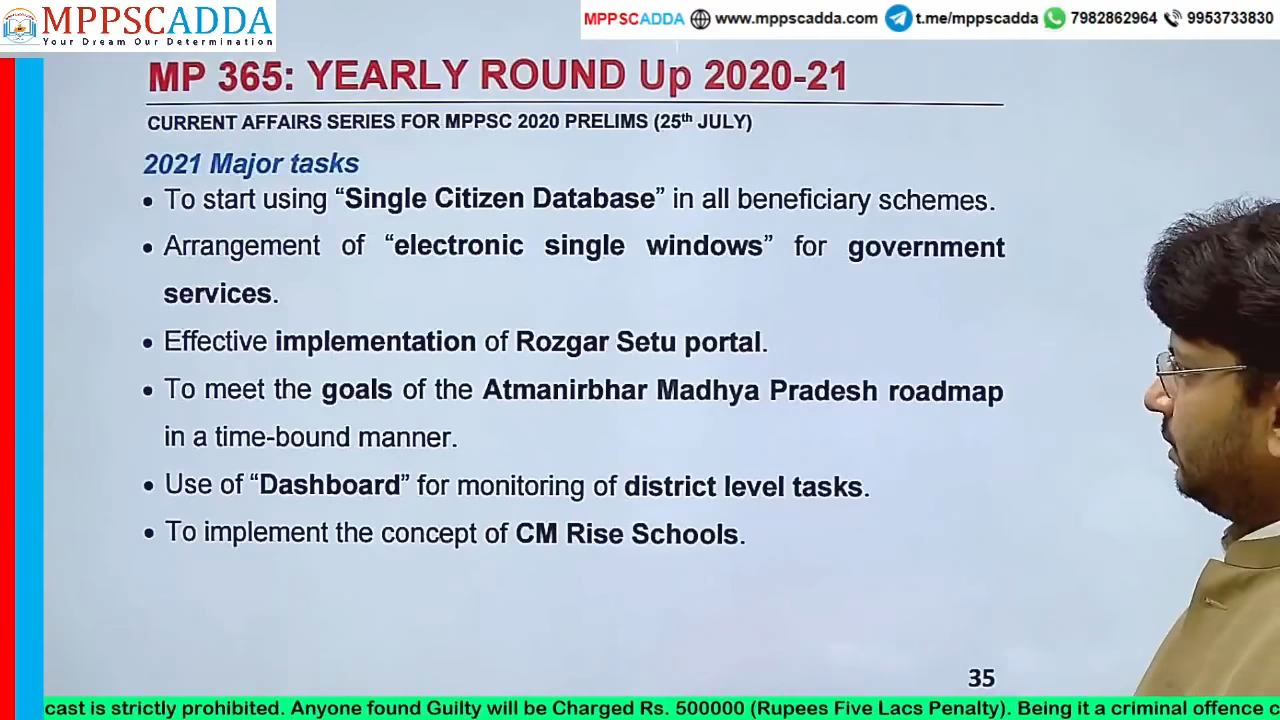 MPPSCADDA
Your Dream Our Determination
MPPSCADDA www.mppscadda.com t.me/mppscadda 7982862964 9953733830
MP 365: YEARLY ROUND Up 2020-21
CURRENT AFFAIRS SERIES FOR MPPSC 2020 PRELIMS (25th JULY)
2021 Major tasks
• To start using “Single Citizen Database” in all beneficiary schemes.
• Arrangement of “electronic single windows” for government
services.
• Effective implementation of Rozgar Setu portal.
• To meet the goals of the Atmanirbhar Madhya Pradesh roadmap
in a time-bound manner.
• Use of “Dashboard” for monitoring of district level tasks.
• To implement the concept of CM Rise Schools.
35
cast is strictly prohibited. Anyone found Guilty will be Charged Rs. 500000 (Rupees Five Lacs Penalty). Being it a criminal offence c